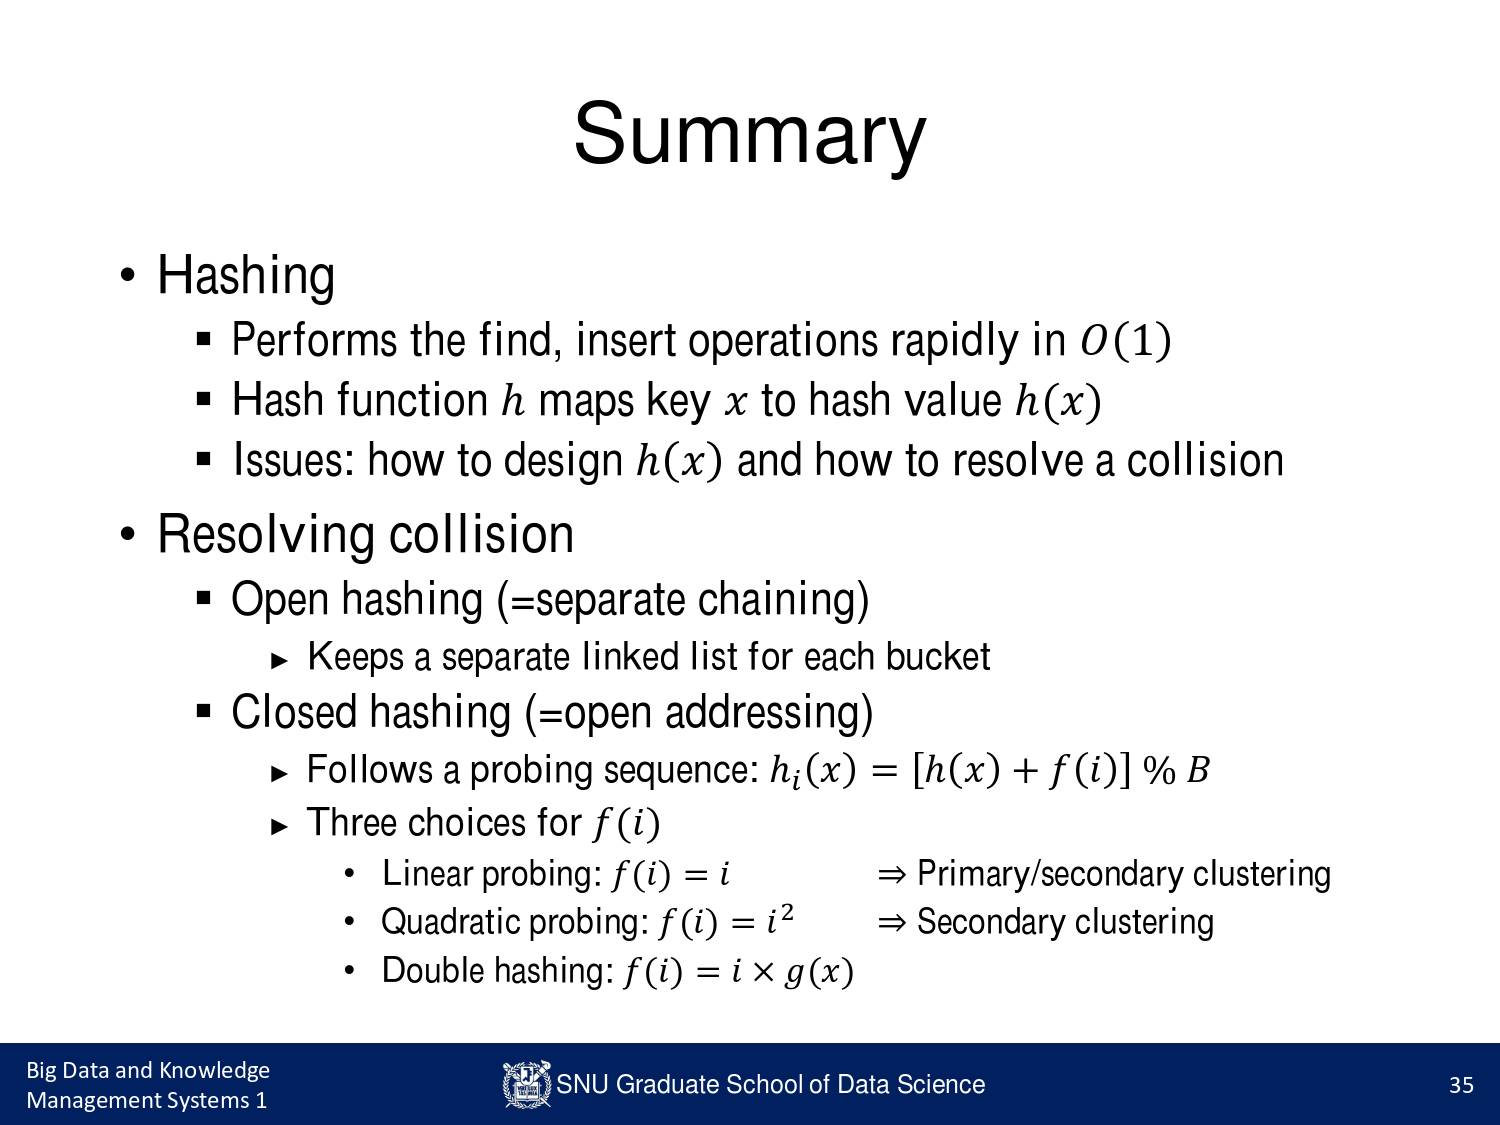 Summary
• Hashing
▪ Performs the find, insert operations rapidly in 𝑂(1)
▪ Hash function ℎ maps key 𝑥 to hash value ℎ(𝑥)
▪ Issues: how to design ℎ(𝑥) and how to resolve a collision
• Resolving collision
▪ Open hashing (=separate chaining)
► Keeps a separate linked list for each bucket
▪ Closed hashing (=open addressing)
► Follows a probing sequence: ℎᵢ(𝑥) = [ℎ(𝑥) + 𝑓(𝑖)] % 𝐵
► Three choices for 𝑓(𝑖)
• Linear probing: 𝑓(𝑖) = 𝑖 ⇒ Primary/secondary clustering
• Quadratic probing: 𝑓(𝑖) = 𝑖² ⇒ Secondary clustering
• Double hashing: 𝑓(𝑖) = 𝑖 × 𝑔(𝑥)
Big Data and Knowledge
Management Systems 1
SNU Graduate School of Data Science
35